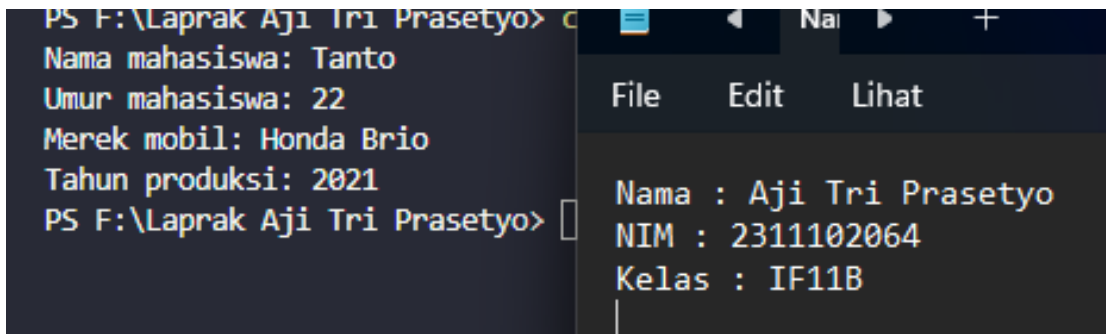 PS F:\Laprak Aji Tri Prasetyo> c
Nama mahasiswa: Tanto
Umur mahasiswa: 22
Merek mobil: Honda Brio
Tahun produksi: 2021
PS F:\Laprak Aji Tri Prasetyo>
Nai
File Edit Lihat
Nama : Aji Tri Prasetyo
NIM : 2311102064
Kelas : IF11B